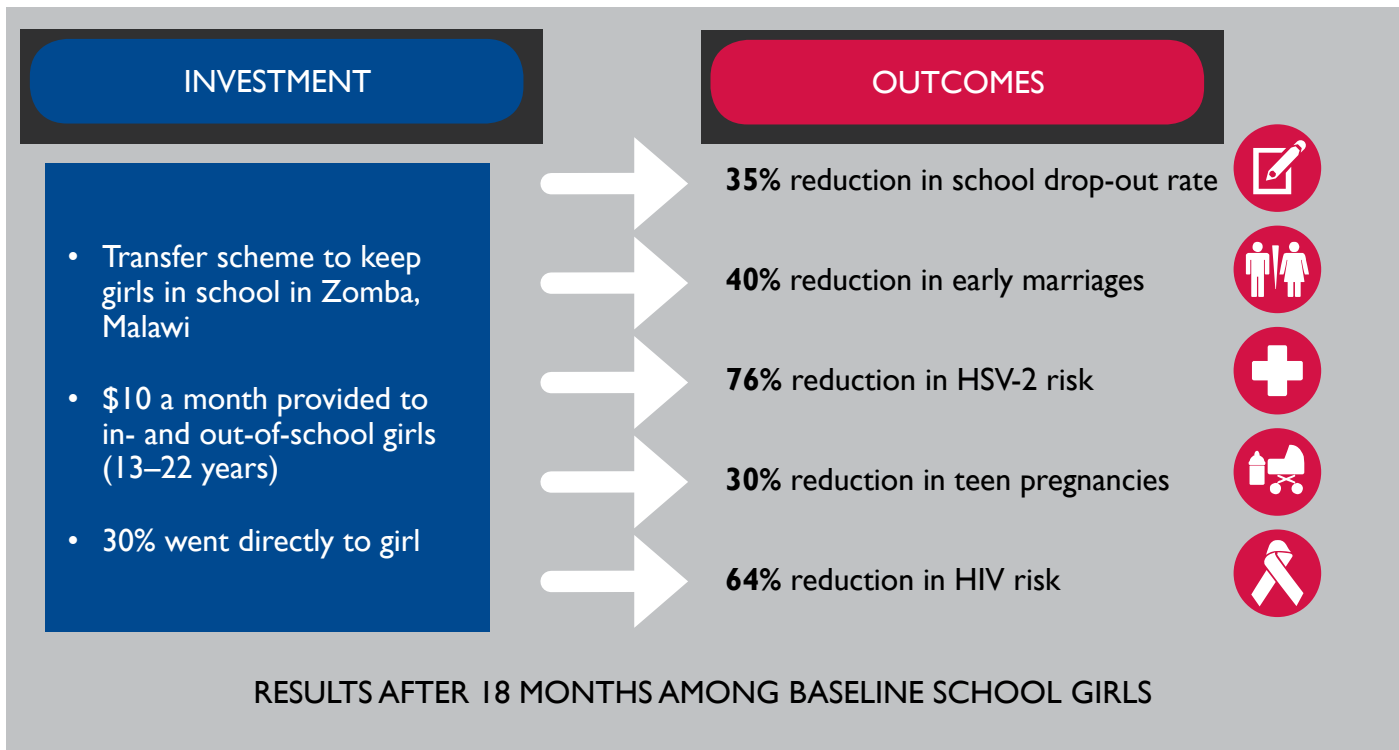 INVESTMENT
• Transfer scheme to keep
girls in school in Zomba,
Malawi
• $10 a month provided to
in- and out-of-school girls
(13–22 years)
• 30% went directly to girl
OUTCOMES
35% reduction in school drop-out rate
40% reduction in early marriages
76% reduction in HSV-2 risk
30% reduction in teen pregnancies
64% reduction in HIV risk
RESULTS AFTER 18 MONTHS AMONG BASELINE SCHOOL GIRLS